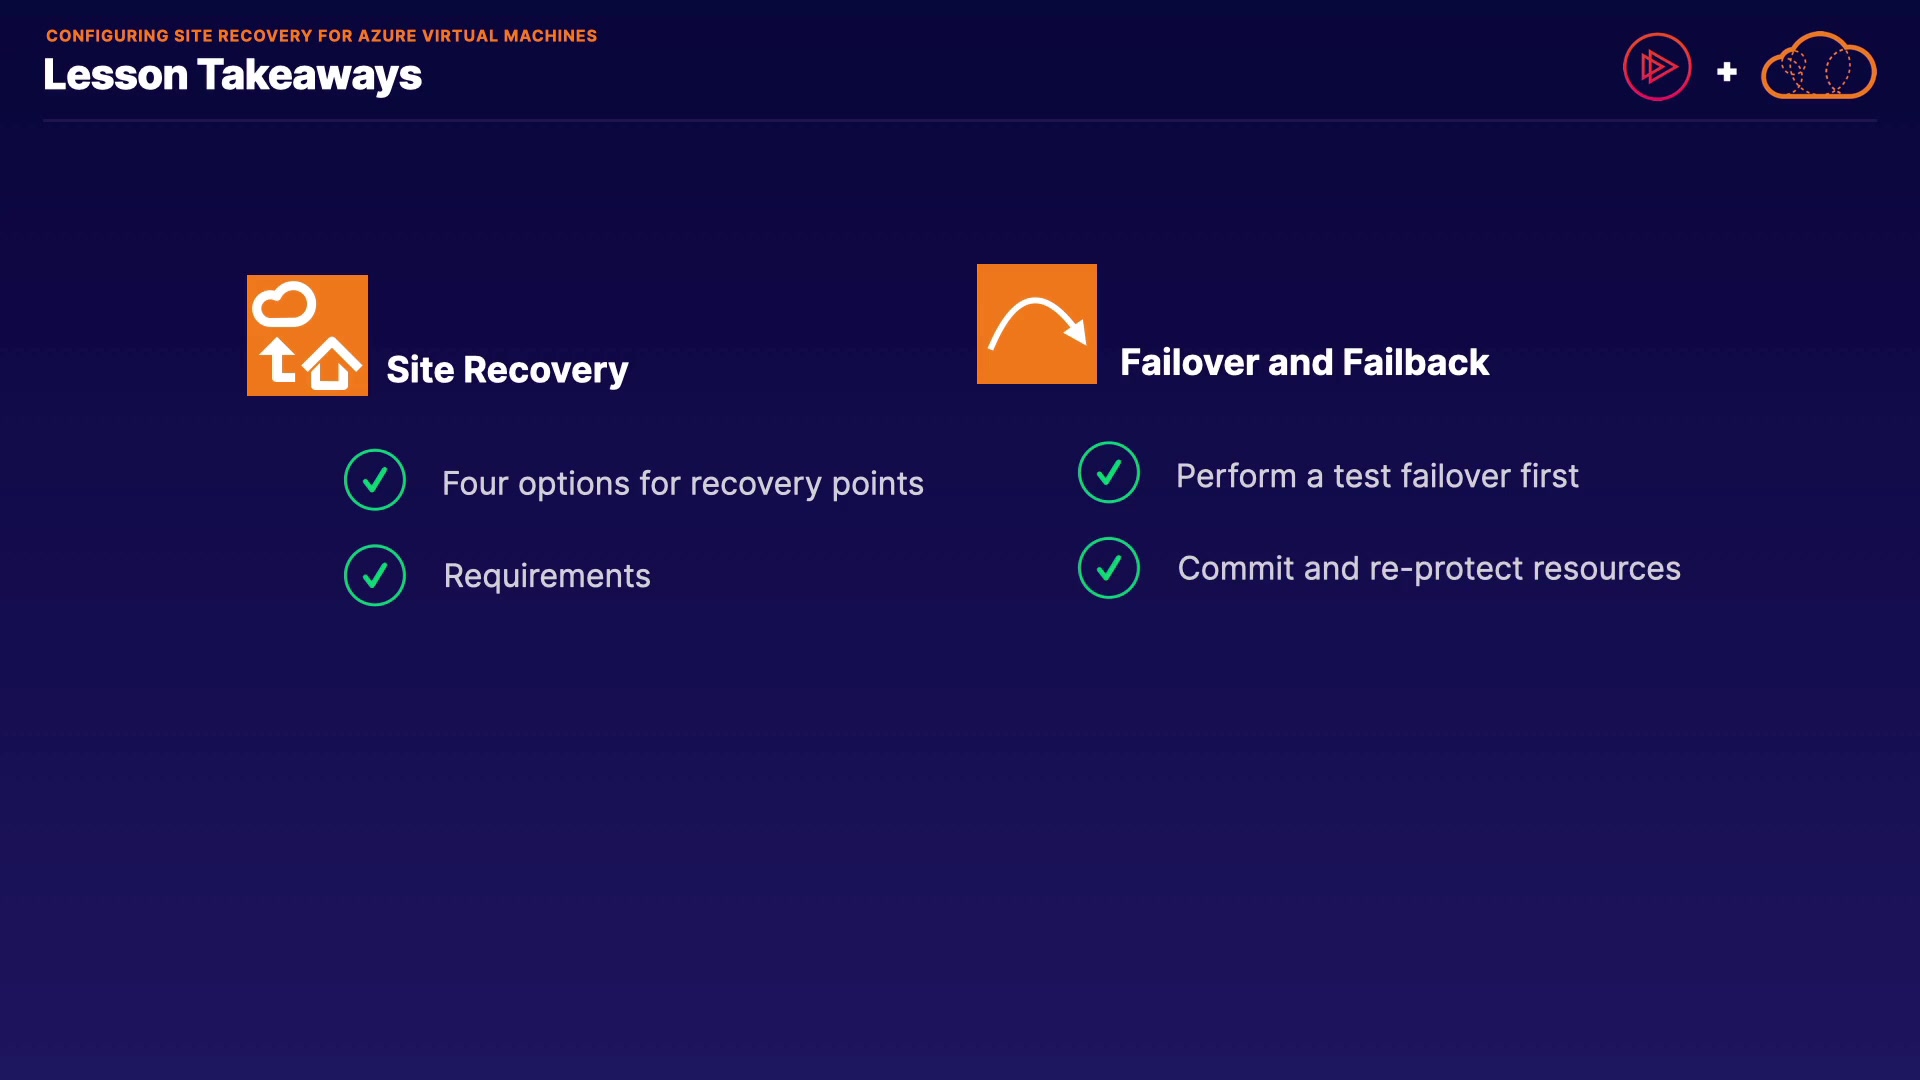 CONFIGURING SITE RECOVERY FOR AZURE VIRTUAL MACHINES
Lesson Takeaways
Site Recovery
Four options for recovery points
Requirements
Failover and Failback
Perform a test failover first
Commit and re-protect resources